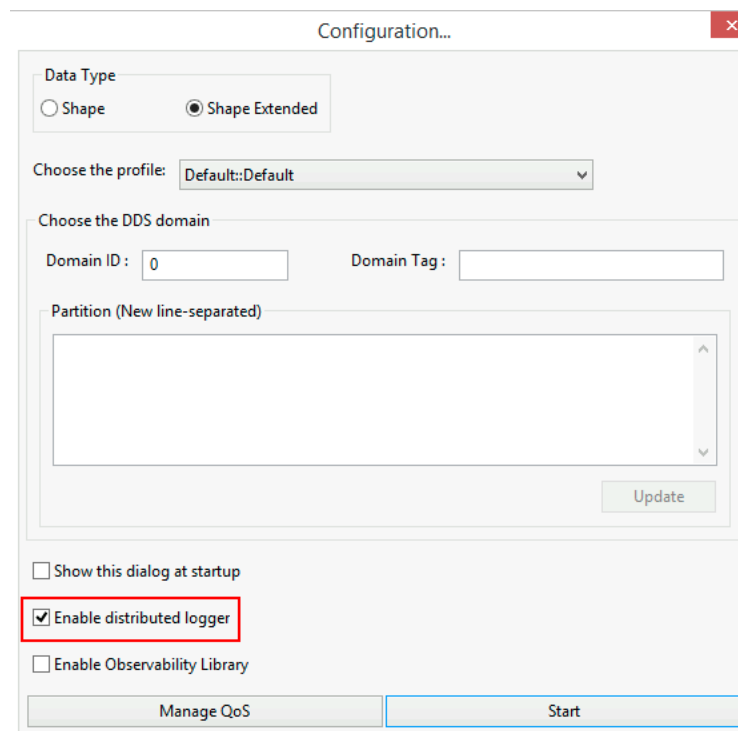 Configuration...
Data Type
Shape Shape Extended
Choose the profile: Default::Default
Choose the DDS domain
Domain ID : 0 Domain Tag :
Partition (New line-separated)
Update
Show this dialog at startup
Enable distributed logger
Enable Observability Library
Manage QoS Start